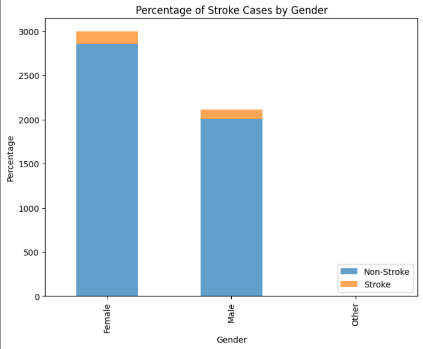 Percentage of Stroke Cases by Gender
3000
2500
2000
1500
1000
500
0
Percentage
Female
Male
Other
Gender
Non-Stroke
Stroke